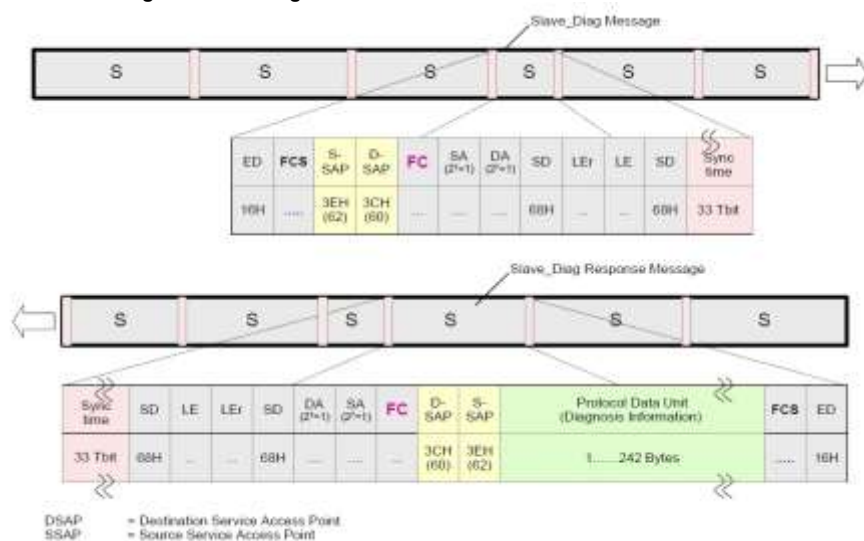 Slave_Diag Message
S S S S S S
ED FCS S-SAP D-SAP FC SA (2⁷=1) DA (2⁷=1) SD LEr LE SD Sync time
16H ..... 3EH (62) 3CH (60) .... .... .... 68H ... ... 68H 33 Tbit
Slave_Diag Response Message
S S S S S S
Sync time SD LE LEr SD DA (2⁷=1) SA (2⁷=1) FC D-SAP S-SAP Protocol Data Unit (Diagnosis Information) FCS ED
33 Tbit 68H ... ... 68H .... .... ... 3CH (60) 3EH (62) 1......242 Bytes ..... 16H
DSAP = Destination Service Access Point
SSAP = Source Service Access Point